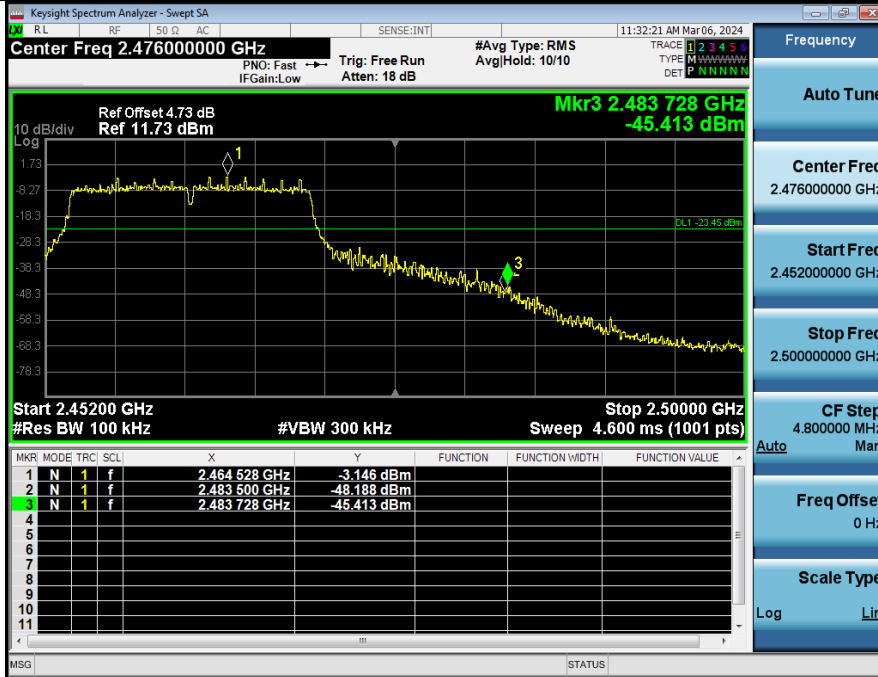 Keysight Spectrum Analyzer - Swept SA
LXI RL RF 50 Ω AC SENSE:INT 11:32:21 AM Mar 06, 2024
Center Freq 2.476000000 GHz
PNO: Fast
IFGain:Low
Trig: Free Run
Atten: 18 dB
#Avg Type: RMS
Avg|Hold: 10/10
TRACE 1 2 3 4 5 6
TYPE M WWWWW
DET P N N N N N
Ref Offset 4.73 dB
10 dB/div Ref 11.73 dBm
Log
Mkr3 2.483 728 GHz
-45.413 dBm
1.73
-8.27
-18.3
-28.3
-38.3
-48.3
-58.3
-68.3
-78.3
1
DL1 -23.45 dBm
3
Start 2.45200 GHz Stop 2.50000 GHz
#Res BW 100 kHz #VBW 300 kHz Sweep 4.600 ms (1001 pts)
MKR MODE TRC SCL X Y FUNCTION FUNCTION WIDTH FUNCTION VALUE
1 N 1 f 2.464 528 GHz -3.146 dBm
2 N 1 f 2.483 500 GHz -48.188 dBm
3 N 1 f 2.483 728 GHz -45.413 dBm
4
5
6
7
8
9
10
11
MSG STATUS
Frequency
Auto Tune
Center Freq
2.476000000 GHz
Start Freq
2.452000000 GHz
Stop Freq
2.500000000 GHz
CF Step
4.800000 MHz
Auto Man
Freq Offset
0 Hz
Scale Type
Log Lin